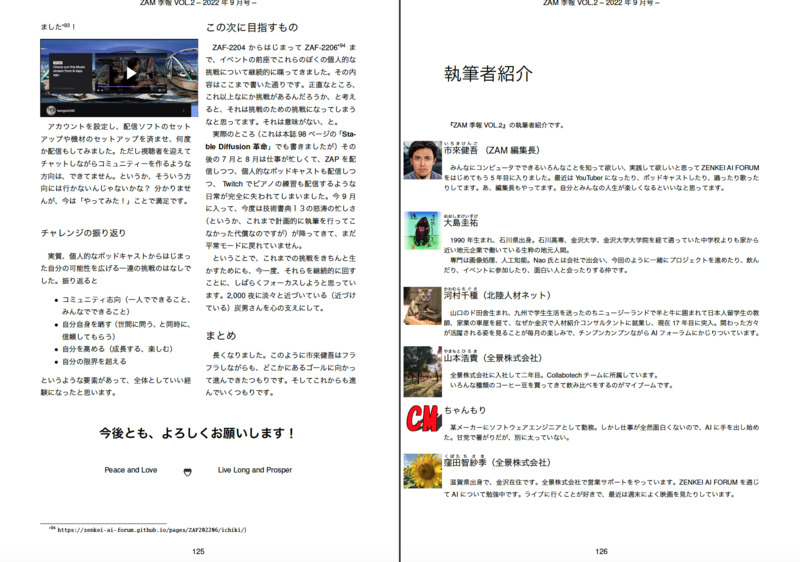 ZAM 季報 VOL.2 – 2022 年 9 月号 –
ました*93！
アカウントを設定し、配信ソフトのセット
アップや機材のセットアップを済ませ、何度
か配信もしてみました。ただし視聴者を迎えて
チャットしながらコミュニティーを作るような
方向は、できてません。というか、そういう方
向には行かないんじゃないかな? 分かりません
が、今は「やってみた！」ことで満足です。
チャレンジの振り返り
実質、個人的なポッドキャストからはじまっ
た自分の可能性を広げる一連の挑戦のはなしで
した。振り返ると
• コミュニティ志向（一人でできること、
みんなでできること）
• 自分自身を晒す (世間に問う、と同時に、
信頼してもらう)
• 自分を高める（成長する、楽しむ）
• 自分の限界を超える
というような要素があって、全体としていい経
験になったと思います。
この次に目指すもの
ZAF-2204 からはじまって ZAF-2206*94 ま
で、イベントの前座でこれらのぼくの個人的な
挑戦について継続的に喋ってきました。その内
容はここまで書いた通りです。正直なところ、
これ以上なにか挑戦があるんだろうか、と考え
ると、それは挑戦のための挑戦になってしまう
なと思ってます。それは意味がない、と。
実際のところ（これは本誌 98 ページの「Sta-
ble Diffusion 革命」でも書きましたが）その
後の 7 月と 8 月は仕事が忙しくて、ZAP を配
信しつつ、個人的なポッドキャストも配信しつ
つ、 Twitch でピアノの練習も配信するような
日常が完全に失われてしまいました。今 9 月
に入って、今度は技術書典１３の怒涛の忙しさ
（というか、これまで計画的に執筆を行ってこ
なかった代償なのですが）が降ってきて、まだ
平常モードに戻れていません。
ということで、これまでの挑戦をきちんと生
かすためにも、今一度、それらを継続的に回す
ことに、しばらくフォーカスしようと思ってい
ます。2,000 夜に淡々と近づいている（近づけ
ている）炭男さんを心の支えにして。
まとめ
長くなりました。このように市來健吾はフラ
フラしながらも、どこかにあるゴールに向かっ
て進んできたつもりです。そしてこれからも進
んでいくつもりです。
今後とも、よろしくお願いします！
Peace and Love
Live Long and Prosper
*94 https://zenkei-ai-forum.github.io/pages/ZAF202206/ichiki/)
125
ZAM 季報 VOL.2 – 2022 年 9 月号 –
執筆者紹介
『ZAM 季報 VOL.2』の執筆者紹介です。
いちきけんご
市來健吾（ZAM 編集長）
みんなにコンピュータでできるいろんなことを知って欲しい、実践して欲しいと思って ZENKEI AI FORUM
をはじめてもう 5 年目に入りました。最近は YouTuber になったり、ポッドキャストしたり、踊ったり歌った
りしてます。あ、編集長もやってます。自分とみんなの人生が楽しくなるといいなと思ってます。
おおしまけいすけ
大島圭祐
1990 年生まれ、石川県出身。石川高専、金沢大学、金沢大学大学院を経て通っていた中学校よりも家から
近い地元企業で働いている生粋の地元人間。
専門は画像処理、人工知能。Nao 氏とは会社で出会い、今回のように一緒にプロジェクトを進めたり、飲ん
だり、イベントに参加したり、面白い人と会ったりする仲です。
かわむらちぐさ
河村千種（北陸人材ネット）
山口のド田舎生まれ、九州で学生生活を送ったのちニュージーランドで羊と牛に囲まれて日本人留学生の教
師、家業の車屋を経て、なぜか金沢で人材紹介コンサルタントに就業し、現在 17 年目に突入。関わった方々
が活躍される姿を見ることが毎月の楽しみで、チンプンカンプンながら AI フォーラムにかじりついています。
やまもとひろき
山本浩貴（全景株式会社）
全景株式会社に入社して二年目。Collabotech チームに所属しています。
いろんな種類のコーヒー豆を買ってきて飲み比べをするのがマイブームです。
CM
ちゃんもり
某メーカーにソフトウェアエンジニアとして勤務。しかし仕事が全然面白くないので、AI に手を出し始め
た。甘党で暑がりだが、別に太っていない。
くぼたちさき
窪田智紗季（全景株式会社）
滋賀県出身で、金沢在住です。全景株式会社で営業サポートをやっています。ZENKEI AI FORUM を通じ
て AI について勉強中です。ライブに行くことが好きで、最近は週末によく映画を見たりしています。
126